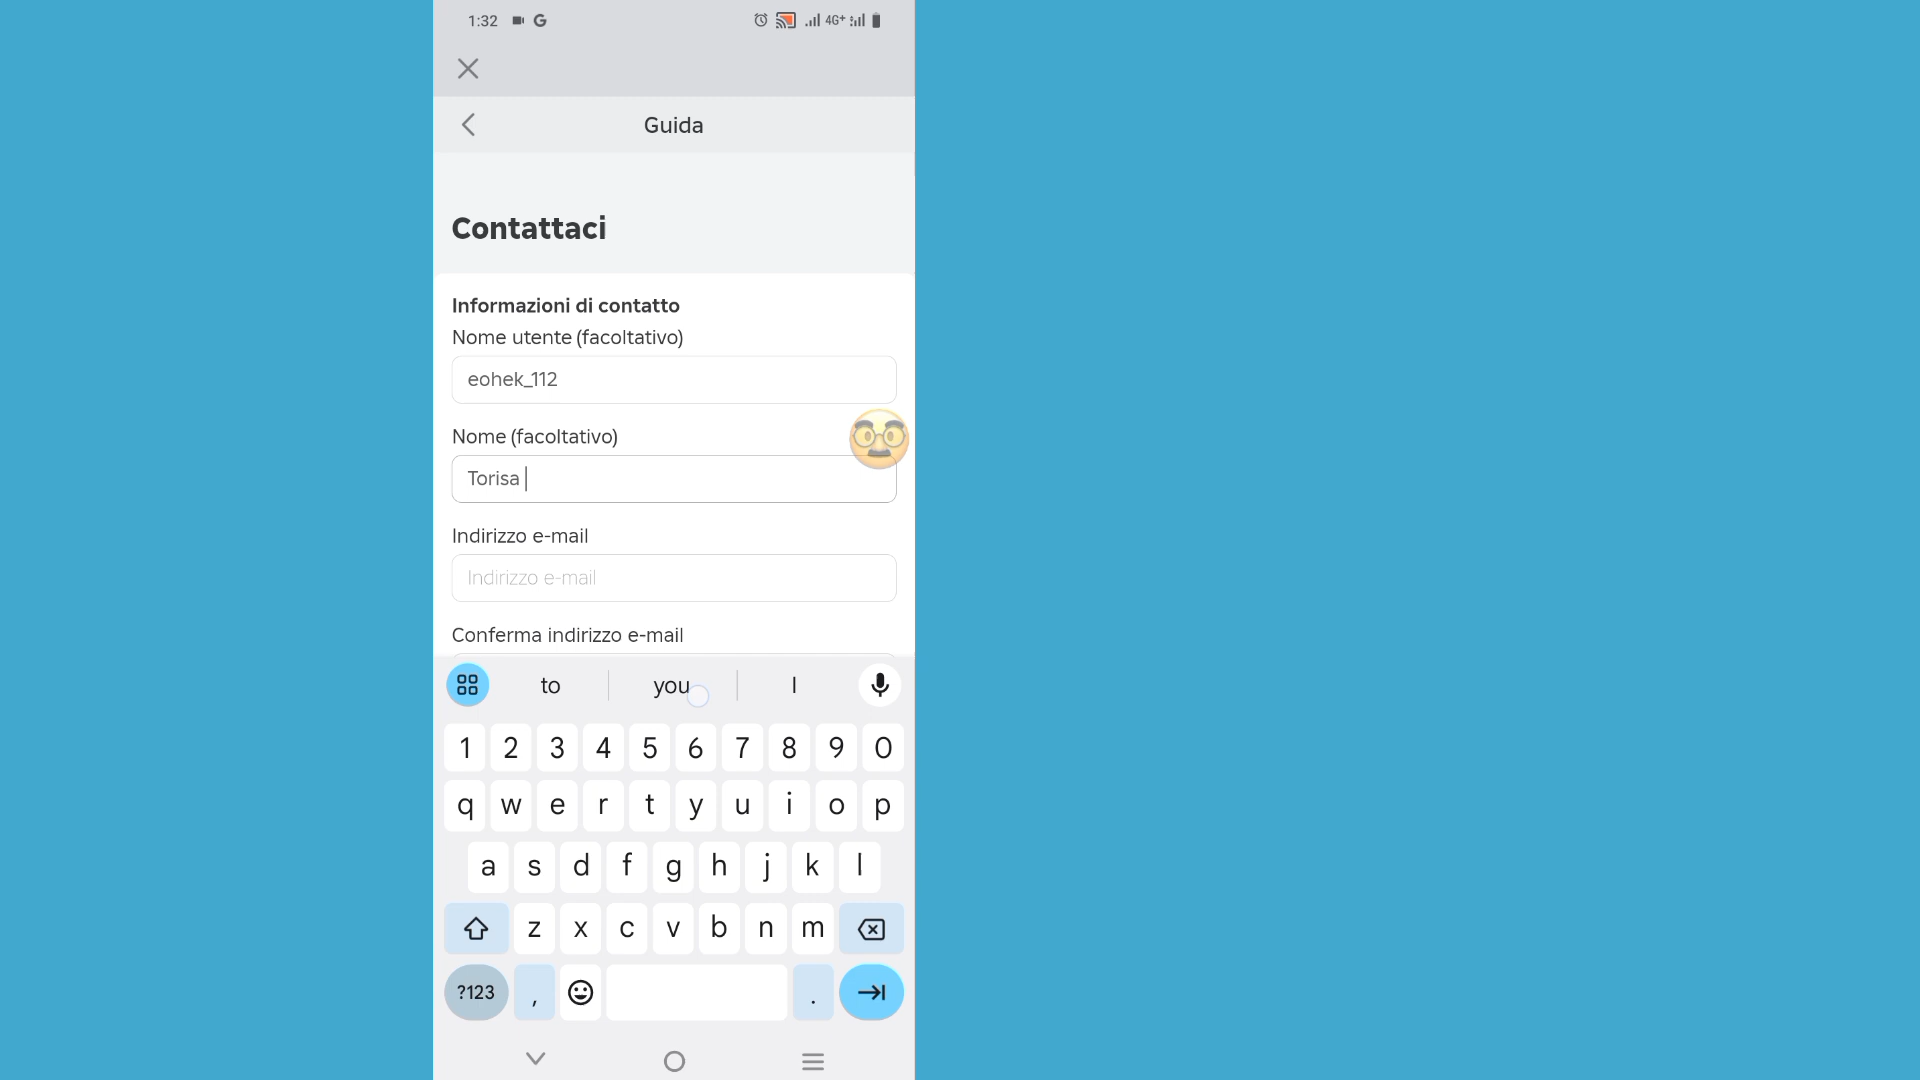 1:32
4G+
Guida
Contattaci
Informazioni di contatto
Nome utente (facoltativo)
eohek_112
Nome (facoltativo)
Torisa
Indirizzo e-mail
Indirizzo e-mail
Conferma indirizzo e-mail
to you I
1 2 3 4 5 6 7 8 9 0
q w e r t y u i o p
a s d f g h j k l
z x c v b n m
?123 , .